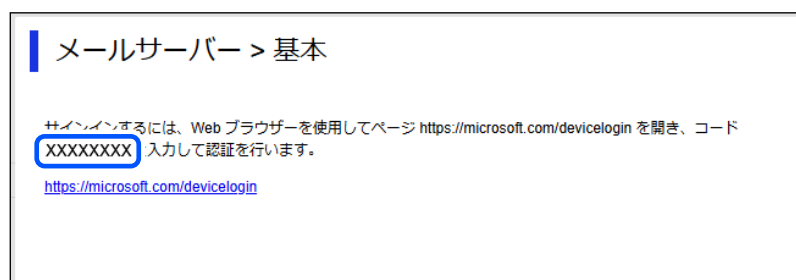 メールサーバー > 基本
サインインするには、Web ブラウザーを使用してページ https://microsoft.com/devicelogin を開き、コード
XXXXXXXX 入力して認証を行います。
https://microsoft.com/devicelogin